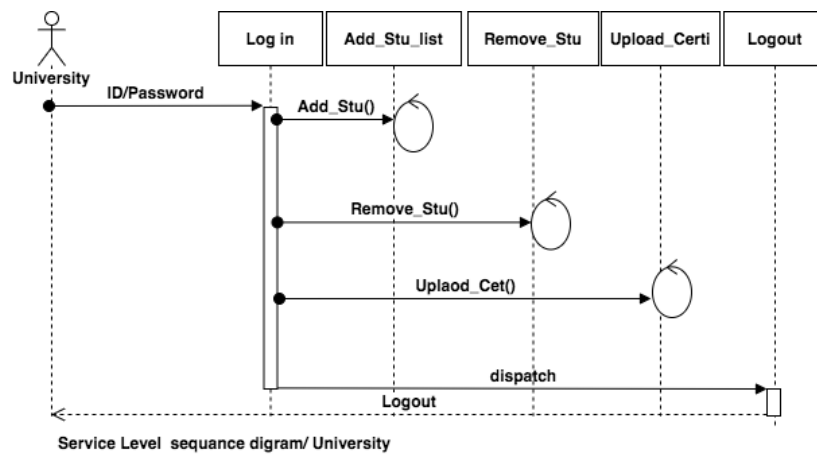 Log in
Add_Stu_list
Remove_Stu
Upload_Certi
Logout
University
ID/Password
Add_Stu()
Remove_Stu()
Uplaod_Cet()
dispatch
Logout
Service Level sequance digram/ University